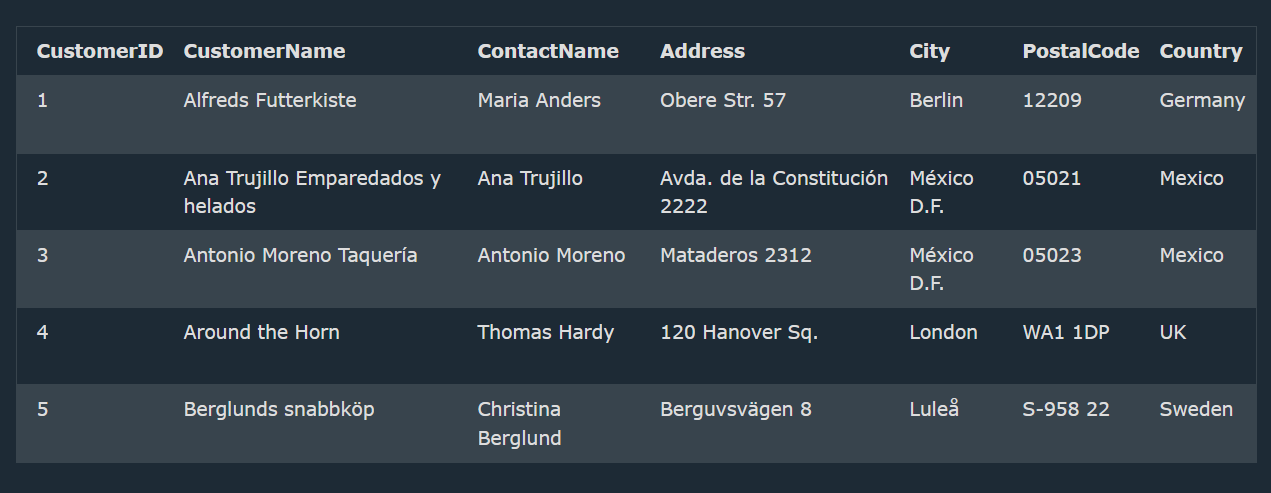 CustomerID CustomerName ContactName Address City PostalCode Country
1 Alfreds Futterkiste Maria Anders Obere Str. 57 Berlin 12209 Germany
2 Ana Trujillo Emparedados y Ana Trujillo Avda. de la Constitución México 05021 Mexico
helados 2222 D.F.
3 Antonio Moreno Taquería Antonio Moreno Mataderos 2312 México 05023 Mexico
D.F.
4 Around the Horn Thomas Hardy 120 Hanover Sq. London WA1 1DP UK
5 Berglunds snabbköp Christina Berguvsvägen 8 Luleå S-958 22 Sweden
Berglund